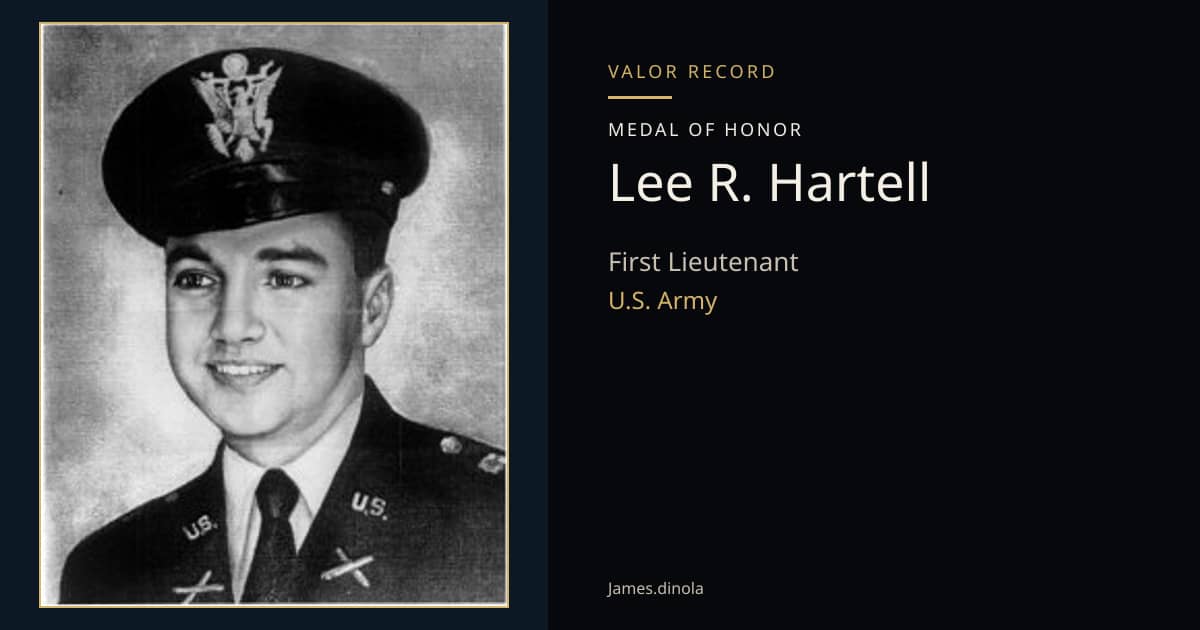 VALOR RECORD
MEDAL OF HONOR
Lee R. Hartell
First Lieutenant
U.S. Army
U.S.
U.S.
James.dinola